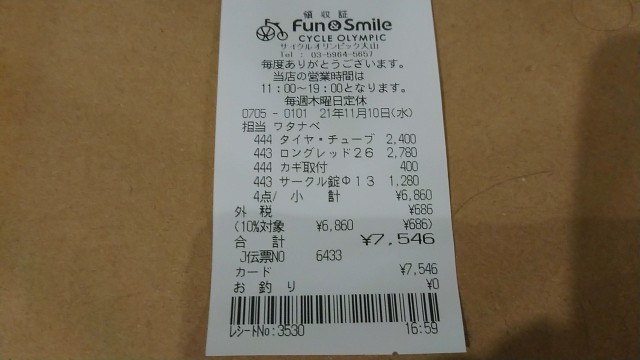 領収証
Fun&Smile
CYCLE OLYMPIC
サイクルオリンピック大山
Tel : 03-5964-5657
毎度ありがとうございます。
当店の営業時間は
11:00~19:00となります。
毎週木曜日定休
0705 - 0101 21年11月10日(水)
担当 ワタナベ
444 タイヤ・チューブ 2,400
443 ロングレッド26 2,780
444 カギ取付 400
443 サークル錠Φ13 1,280
4点/ 小 計 ¥6,860
外 税 ¥686
(10%対象 ¥6,860 ¥686)
合 計 ¥7,546
J伝票NO 6433
カード ¥7,546
お 釣 り ¥0
レシートNo:3530 16:59